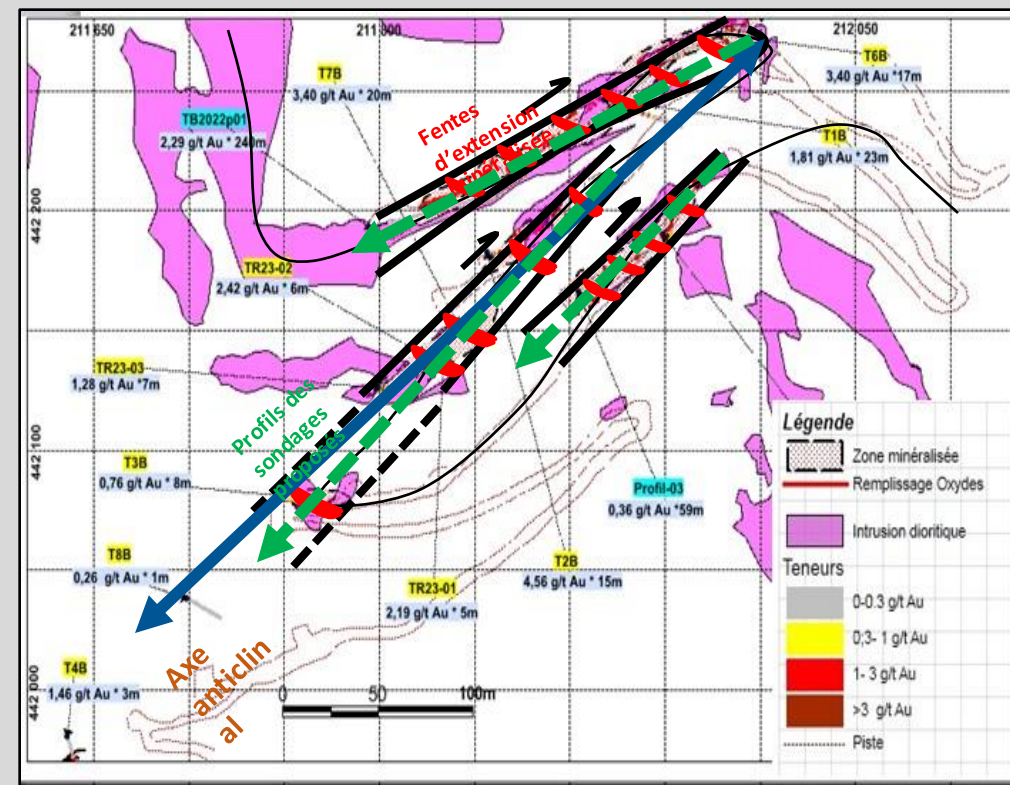 211 650
211 800
212 050
T7B
3,40 g/t Au * 20m
T6B
3,40 g/t Au *17m
TB2022p01
2,29 g/t Au * 240m
Fentes
d'extension
T1B
1,81 g/t Au * 23m
442 200
TR23-02
2,42 g/t Au * 6m
TR23-03
1,28 g/t Au *7m
Profils des
sondages
proposés
442 100
T3B
0,76 g/t Au * 8m
Profil-03
0,36 g/t Au *59m
T8B
0,26 g/t Au * 1m
T2B
4,56 g/t Au * 15m
TR23-01
2,19 g/t Au * 5m
Axe
anticlin
al
T4B
1,46 g/t Au * 3m
442 000
0 50 100m
Légende
Zone minéralisée
Remplissage Oxydes
Intrusion dioritique
Teneurs
0-0.3 g/t Au
0;3- 1 g/t Au
1- 3 g/t Au
>3 g/t Au
Piste